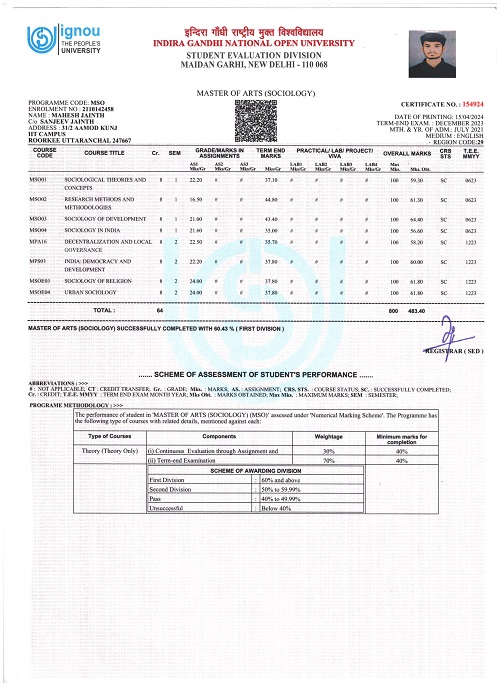 ignou
THE PEOPLE'S
UNIVERSITY
इन्दिरा गाँधी राष्ट्रीय मुक्त विश्वविद्यालय
INDIRA GANDHI NATIONAL OPEN UNIVERSITY
STUDENT EVALUATION DIVISION
MAIDAN GARHI, NEW DELHI - 110 068
MASTER OF ARTS (SOCIOLOGY)
PROGRAMME CODE: MSO
ENROLMENT NO : 2110142458
NAME : MAHESH JAINTH
C/o SANJEEV JAINTH
ADDRESS : 31/2 AAMOD KUNJ
IIT CAMPUS
ROORKEE UTTARANCHAL 247667
CERTIFICATE NO. : 154924
DATE OF PRINTING: 15/04/2024
TERM-END EXAM. : DECEMBER 2023
MTH. & YR. OF ADM.: JULY 2021
MEDIUM : ENGLISH
REGION CODE:29
COURSE CODE COURSE TITLE Cr. SEM GRADE/MARKS IN ASSIGNMENTS TERM END MARKS PRACTICAL/ LAB/ PROJECT/ VIVA OVERALL MARKS CRS STS T.E.E. MMYY
AS1 Mks/Gr AS2 Mks/Gr AS3 Mks/Gr LAB1 Mks/Gr LAB2 Mks/Gr LAB3 Mks/Gr LAB4 Mks/Gr Max Mks. Mks. Obt.
MSO01 SOCIOLOGICAL THEORIES AND CONCEPTS 8 1 22.20 # # 37.10 # # # # 100 59.30 SC 0623
MSO02 RESEARCH METHODS AND METHODOLOGIES 8 1 16.50 # # 44.80 # # # # 100 61.30 SC 0623
MSO03 SOCIOLOGY OF DEVELOPMENT 8 1 21.00 # # 43.40 # # # # 100 64.40 SC 0623
MSO04 SOCIOLOGY IN INDIA 8 1 21.60 # # 35.00 # # # # 100 56.60 SC 0623
MPA16 DECENTRALIZATION AND LOCAL GOVERNANCE 8 2 22.50 # # 35.70 # # # # 100 58.20 SC 1223
MPS03 INDIA: DEMOCRACY AND DEVELOPMENT 8 2 22.20 # # 37.80 # # # # 100 60.00 SC 1223
MSOE03 SOCIOLOGY OF RELIGION 8 2 24.00 # # 37.80 # # # # 100 61.80 SC 1223
MSOE04 URBAN SOCIOLOGY 8 2 24.00 # # 37.80 # # # # 100 61.80 SC 1223
TOTAL : 64 800 483.40
MASTER OF ARTS (SOCIOLOGY) SUCCESSFULLY COMPLETED WITH 60.43 % ( FIRST DIVISION )
REGISTRAR ( SED )
....... SCHEME OF ASSESSMENT OF STUDENT'S PERFORMANCE .......
ABBREVIATIONS : >>>
# : NOT APPLICABLE; CT : CREDIT TRANSFER; Gr. : GRADE; Mks. : MARKS; AS. : ASSIGNMENT; CRS. STS. : COURSE STATUS; SC. : SUCCESSFULLY COMPLETED;
Cr. : CREDIT; T.E.E. MMYY : TERM END EXAM MONTH YEAR; Mks Obt. : MARKS OBTAINED; Max Mks. : MAXIMUM MARKS; SEM : SEMESTER;
PROGRAME METHODOLOGY : >>>
The performance of student in 'MASTER OF ARTS (SOCIOLOGY) (MSO)' assessed under 'Numerical Marking Scheme'. The Programme has
the following type of courses with related details, mentioned against each:
Type of Courses Components Weightage Minimum marks for completion
Theory (Theory Only) (i) Continuous Evaluation through Assignment and 30% 40%
(ii) Term-end Examination 70% 40%
SCHEME OF AWARDING DIVISION
First Division : 60% and above
Second Division : 50% to 59.99%
Pass : 40% to 49.99%
Unsuccessful : Below 40%